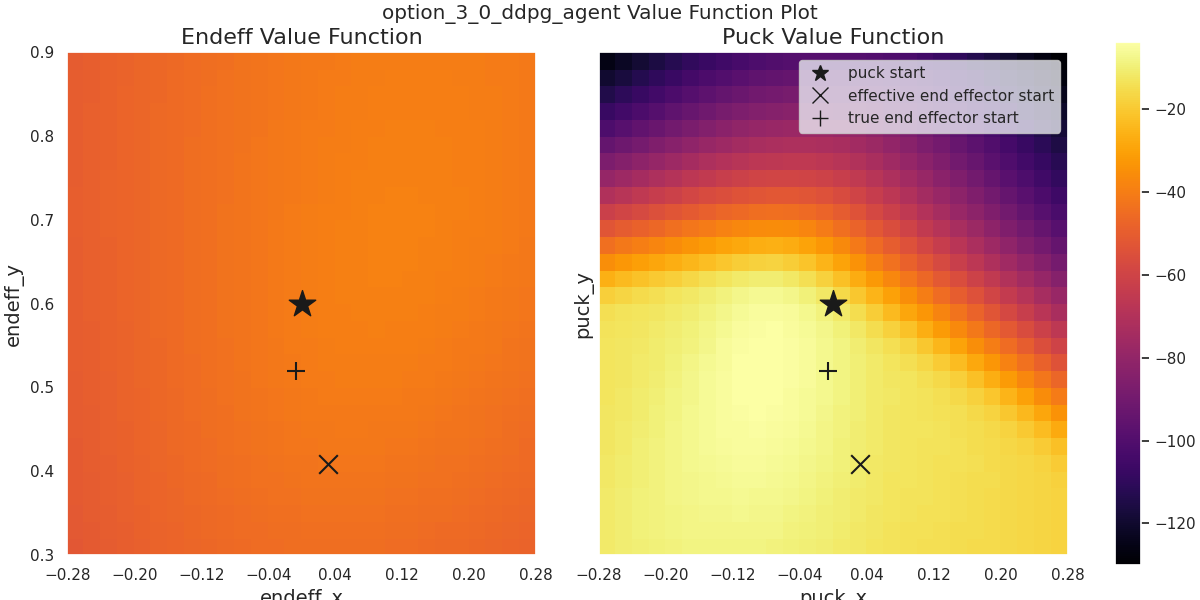 option_3_0_ddpg_agent Value Function Plot
Endeff Value Function
Puck Value Function
0.9
0.8
0.7
0.6
0.5
0.4
0.3
endeff_y
−0.28 −0.20 −0.12 −0.04 0.04 0.12 0.20 0.28
endeff_x
puck start
effective end effector start
true end effector start
puck_y
−0.28 −0.20 −0.12 −0.04 0.04 0.12 0.20 0.28
puck_x
−20
−40
−60
−80
−100
−120